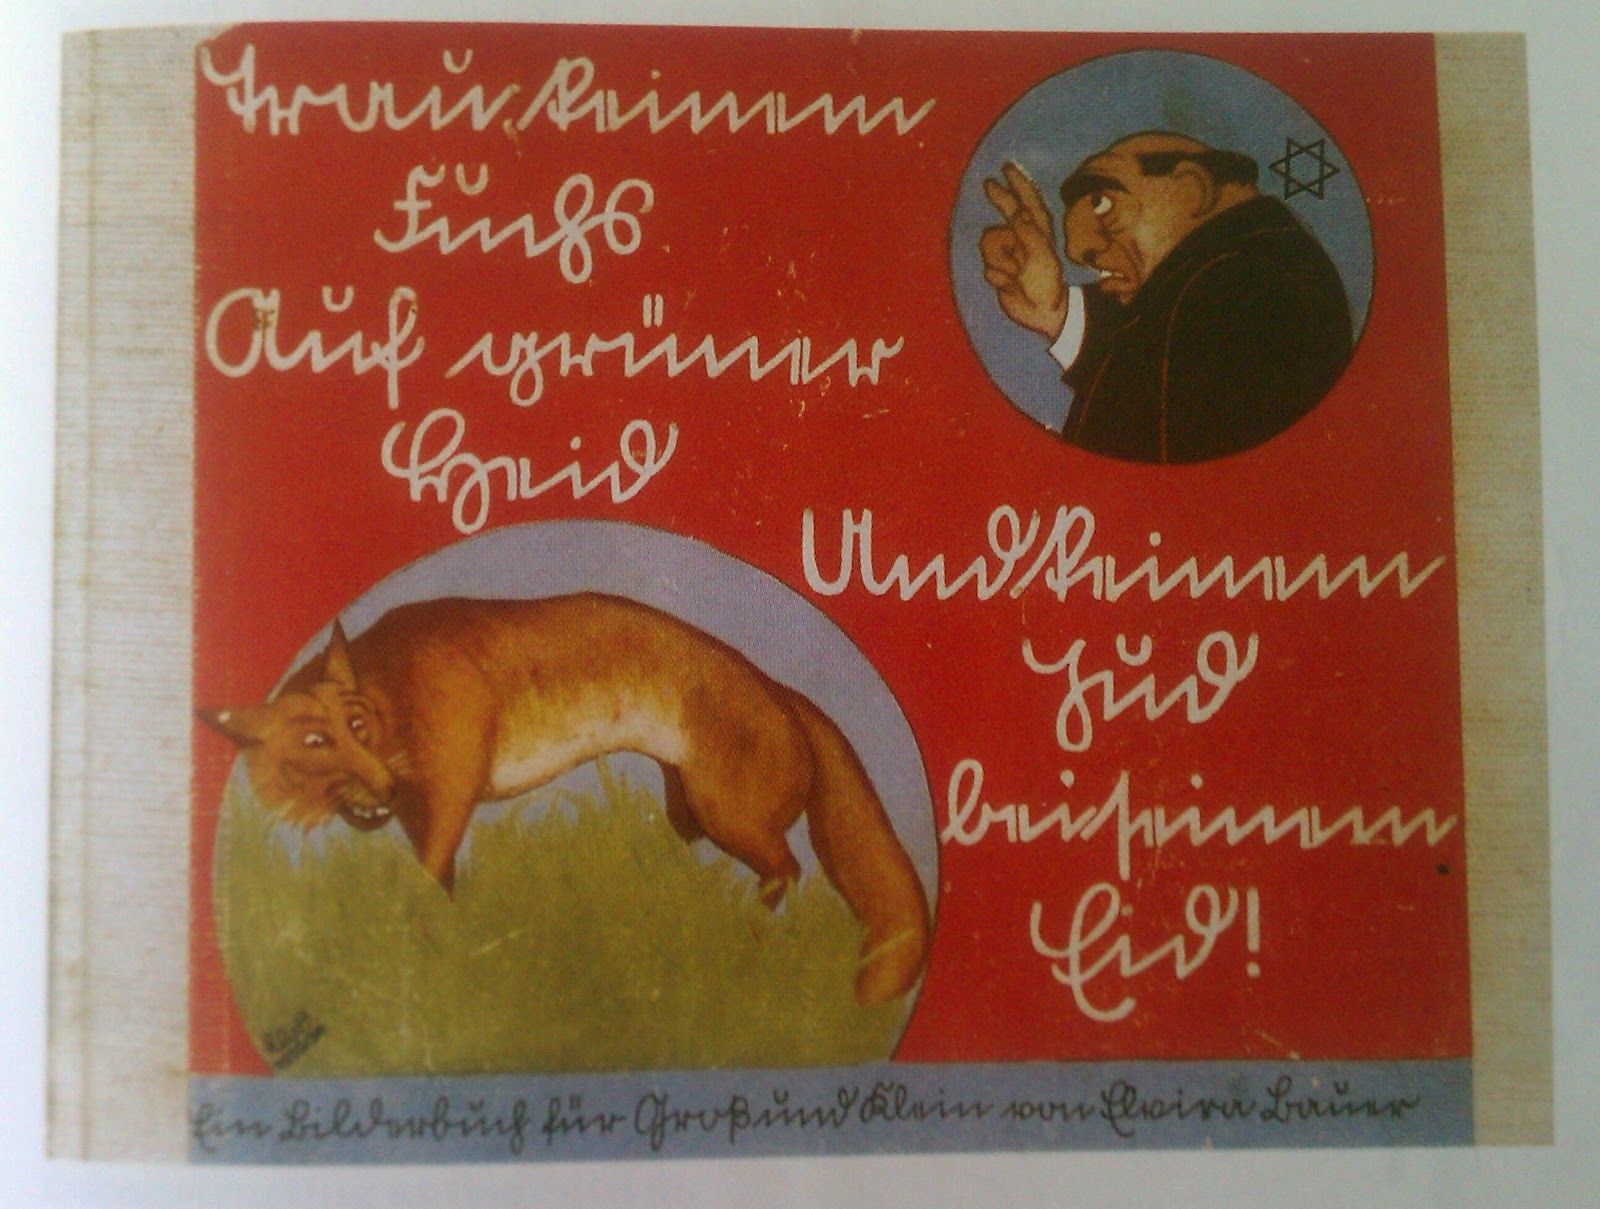 Trau keinem
Fuchs
Auf grüner
Heid
Und keinem
Jud
bei seinem
Eid!
Ein Bilderbuch für Groß und Klein von Elvira Bauer